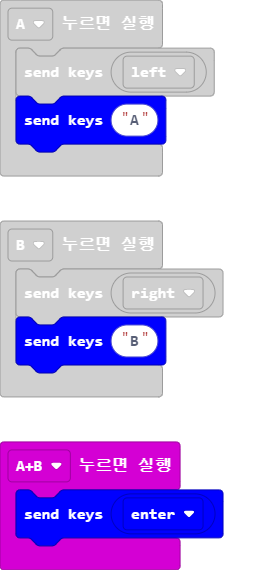 A 누르면 실행
send keys left
send keys "A"
B 누르면 실행
send keys right
send keys "B"
A+B 누르면 실행
send keys enter